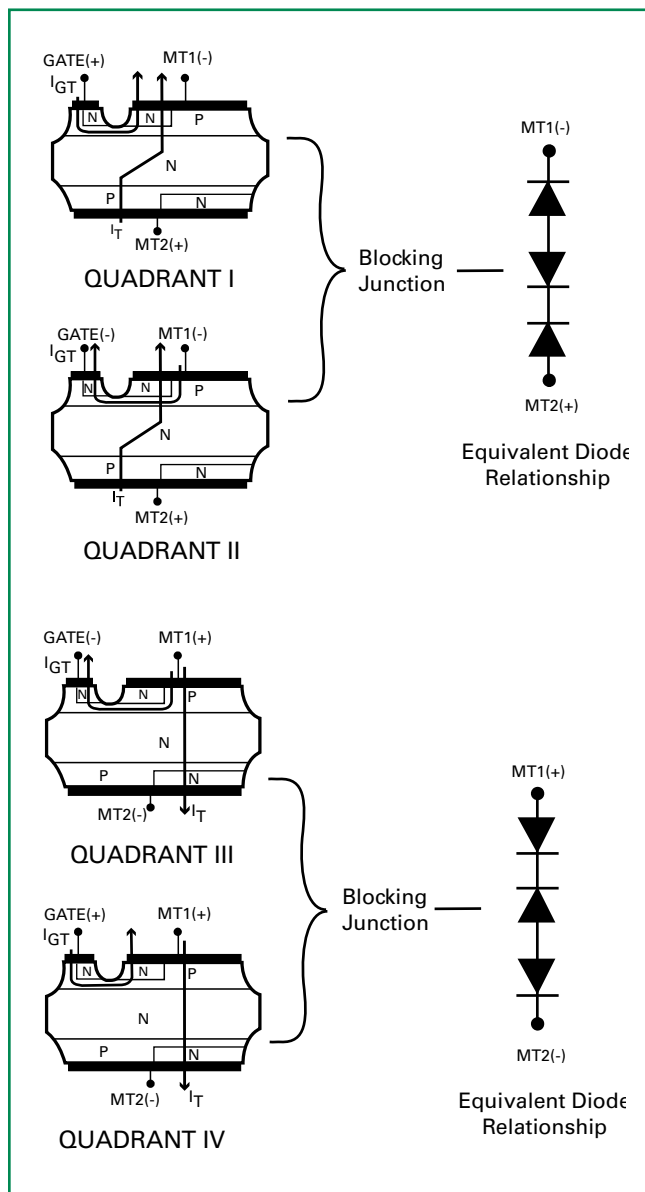 GATE(+)
MT1(-)
IGT
N
N
P
N
P
N
IT
MT2(+)
QUADRANT I
GATE(-)
MT1(-)
IGT
N
N
P
N
P
N
IT
MT2(+)
QUADRANT II
Blocking
Junction
MT1(-)
MT2(+)
Equivalent Diode
Relationship
GATE(-)
MT1(+)
IGT
N
N
P
N
P
N
MT2(-)
IT
QUADRANT III
GATE(+)
MT1(+)
IGT
N
N
P
N
P
N
MT2(-)
IT
QUADRANT IV
Blocking
Junction
MT1(+)
MT2(-)
Equivalent Diode
Relationship